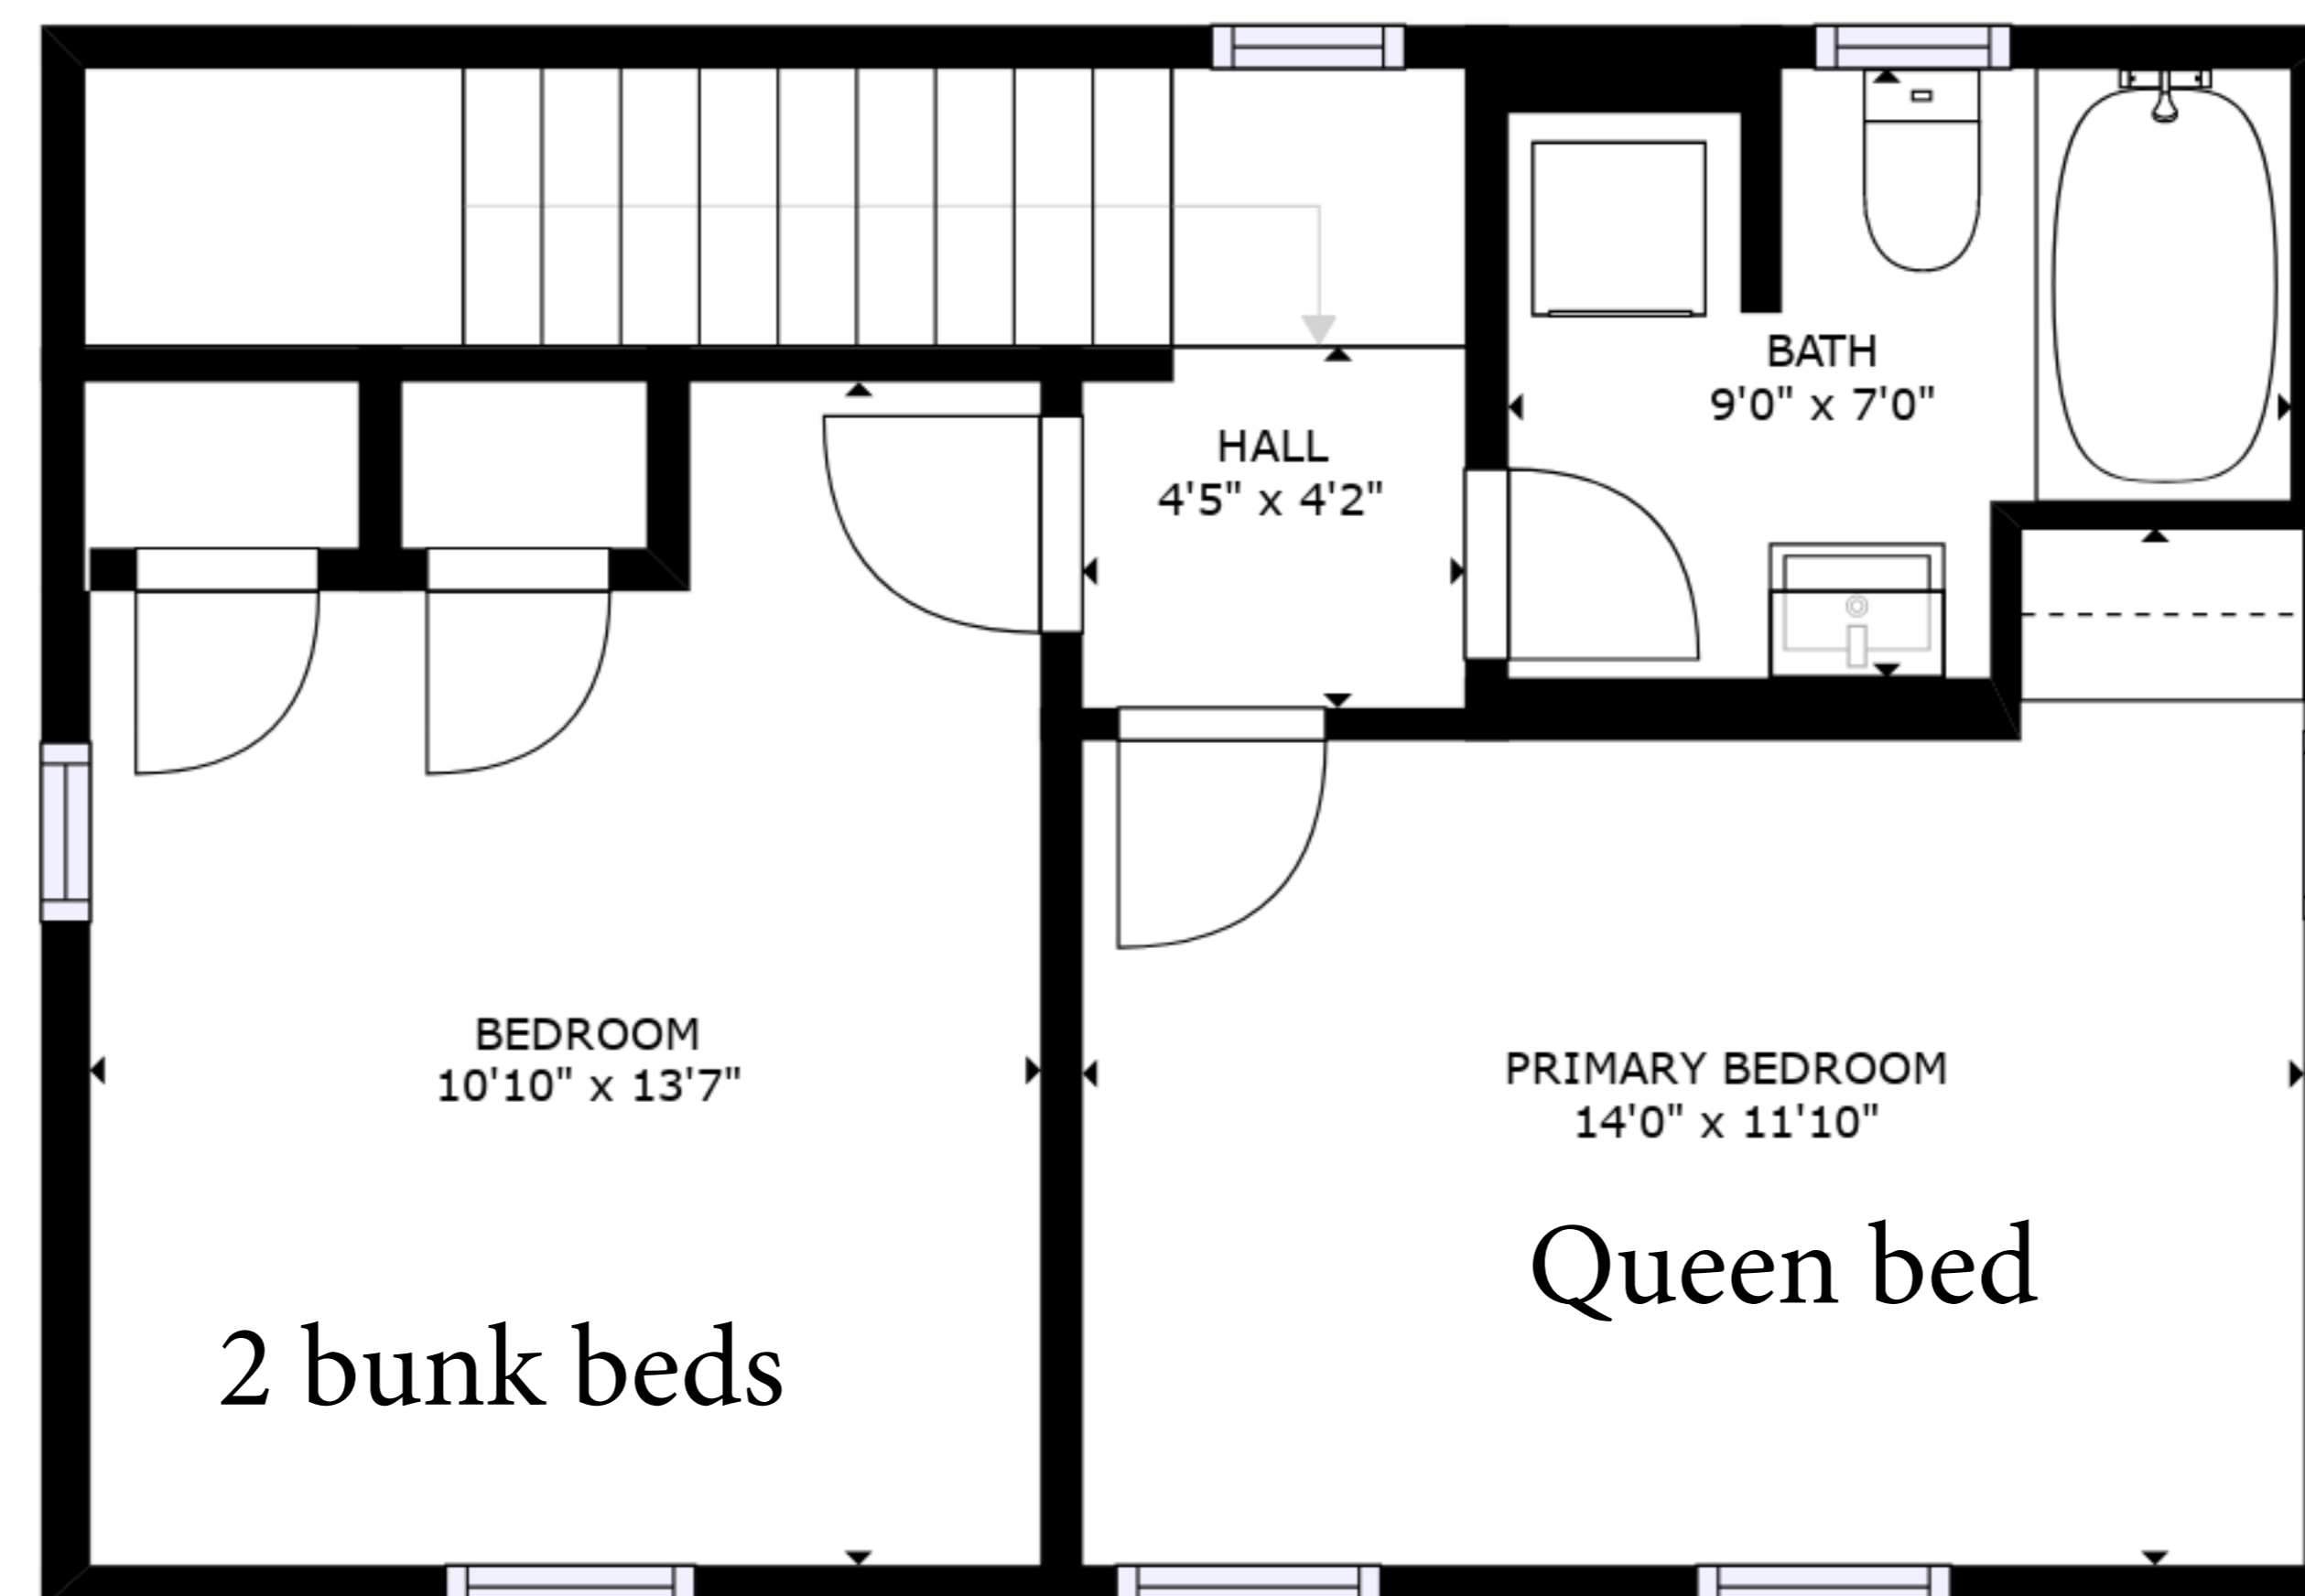 BATH
9'0" x 7'0"
HALL
4'5" x 4'2"
BEDROOM
10'10" x 13'7"
PRIMARY BEDROOM
14'0" x 11'10"
Queen bed
2 bunk beds